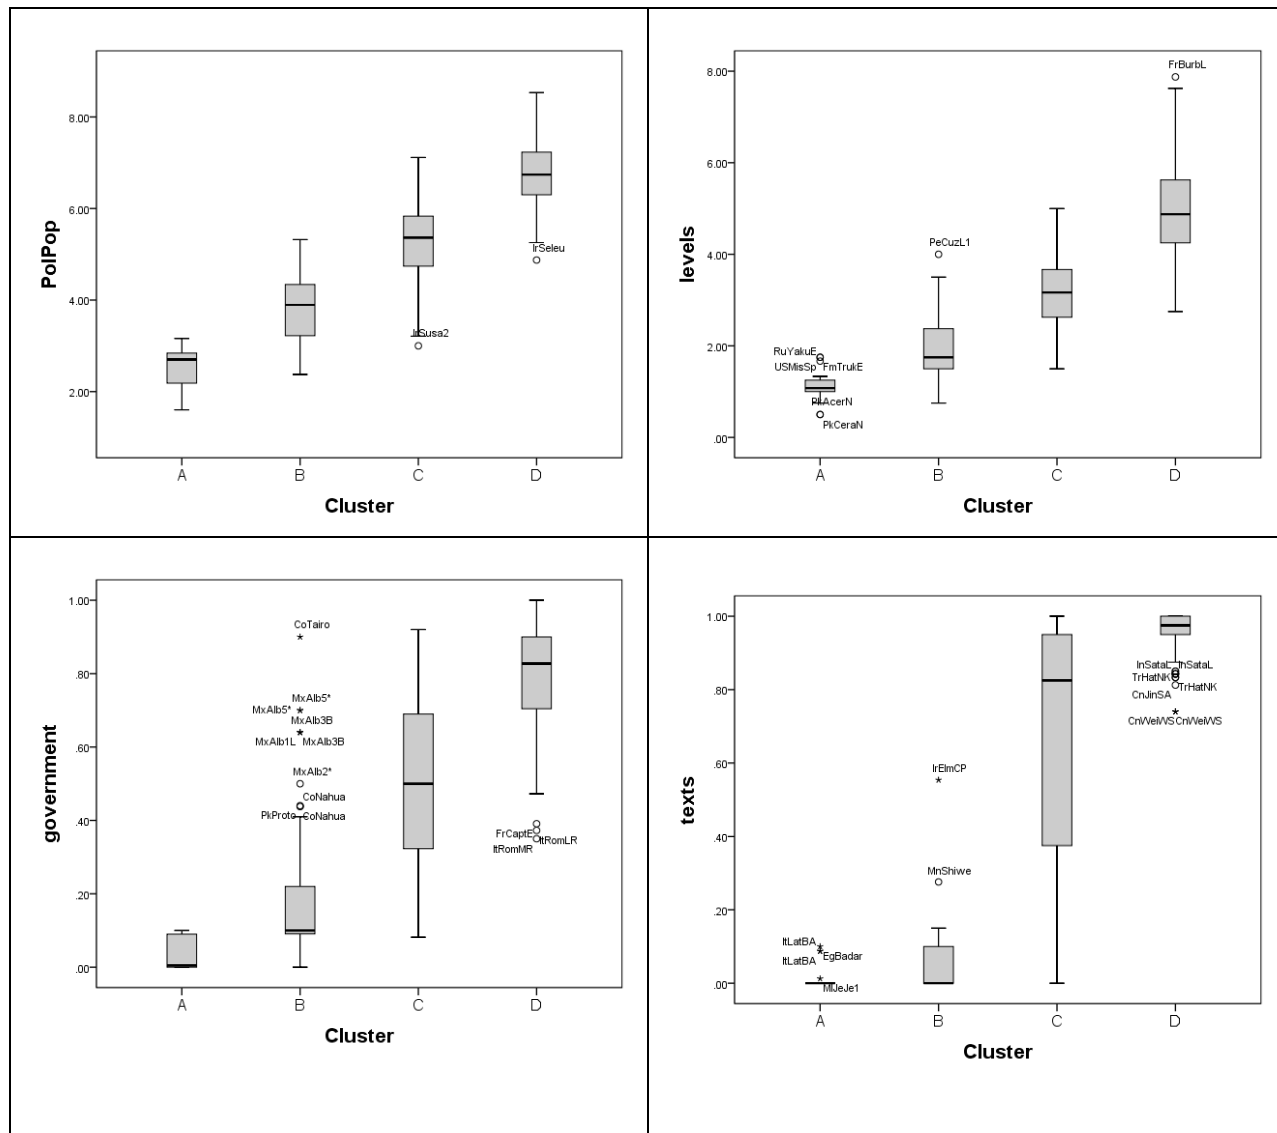 8.00
6.00
4.00
2.00
PolPop
IrSeleu
IrSusa2
A B C D
Cluster
8.00
6.00
4.00
2.00
.00
levels
FrBurbL
PeCuzL1
RuYakuE
USMisSp FmTrukE
PkAcerN
PkCeraN
A B C D
Cluster
1.00
.80
.60
.40
.20
.00
government
CoTairo
MxAlb5*
MxAlb5*
MxAlb3B
MxAlb1L MxAlb3B
MxAlb2*
CoNahua
PkProto CoNahua
FrCaptE
ItRomLR
ItRomMR
A B C D
Cluster
1.00
.80
.60
.40
.20
.00
texts
InSataL InSataL
TrHatNK
TrHatNK
CnJinSA
CnWeiWS CnWeiWS
IrElmCP
MnShiwe
ItLatBA
EgBadar
ItLatBA
MlJeJe1
A B C D
Cluster